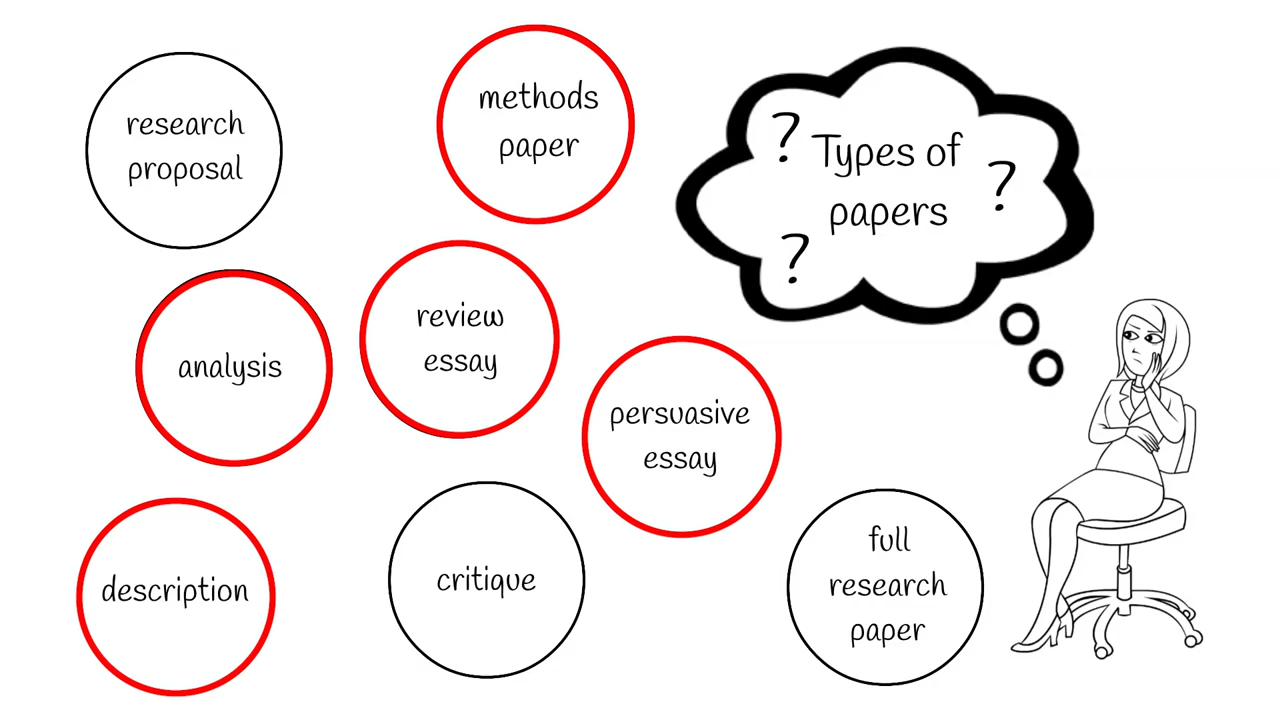 research
proposal
methods
paper
? Types of ?
papers
?
analysis
review
essay
persuasive
essay
description
critique
full
research
paper